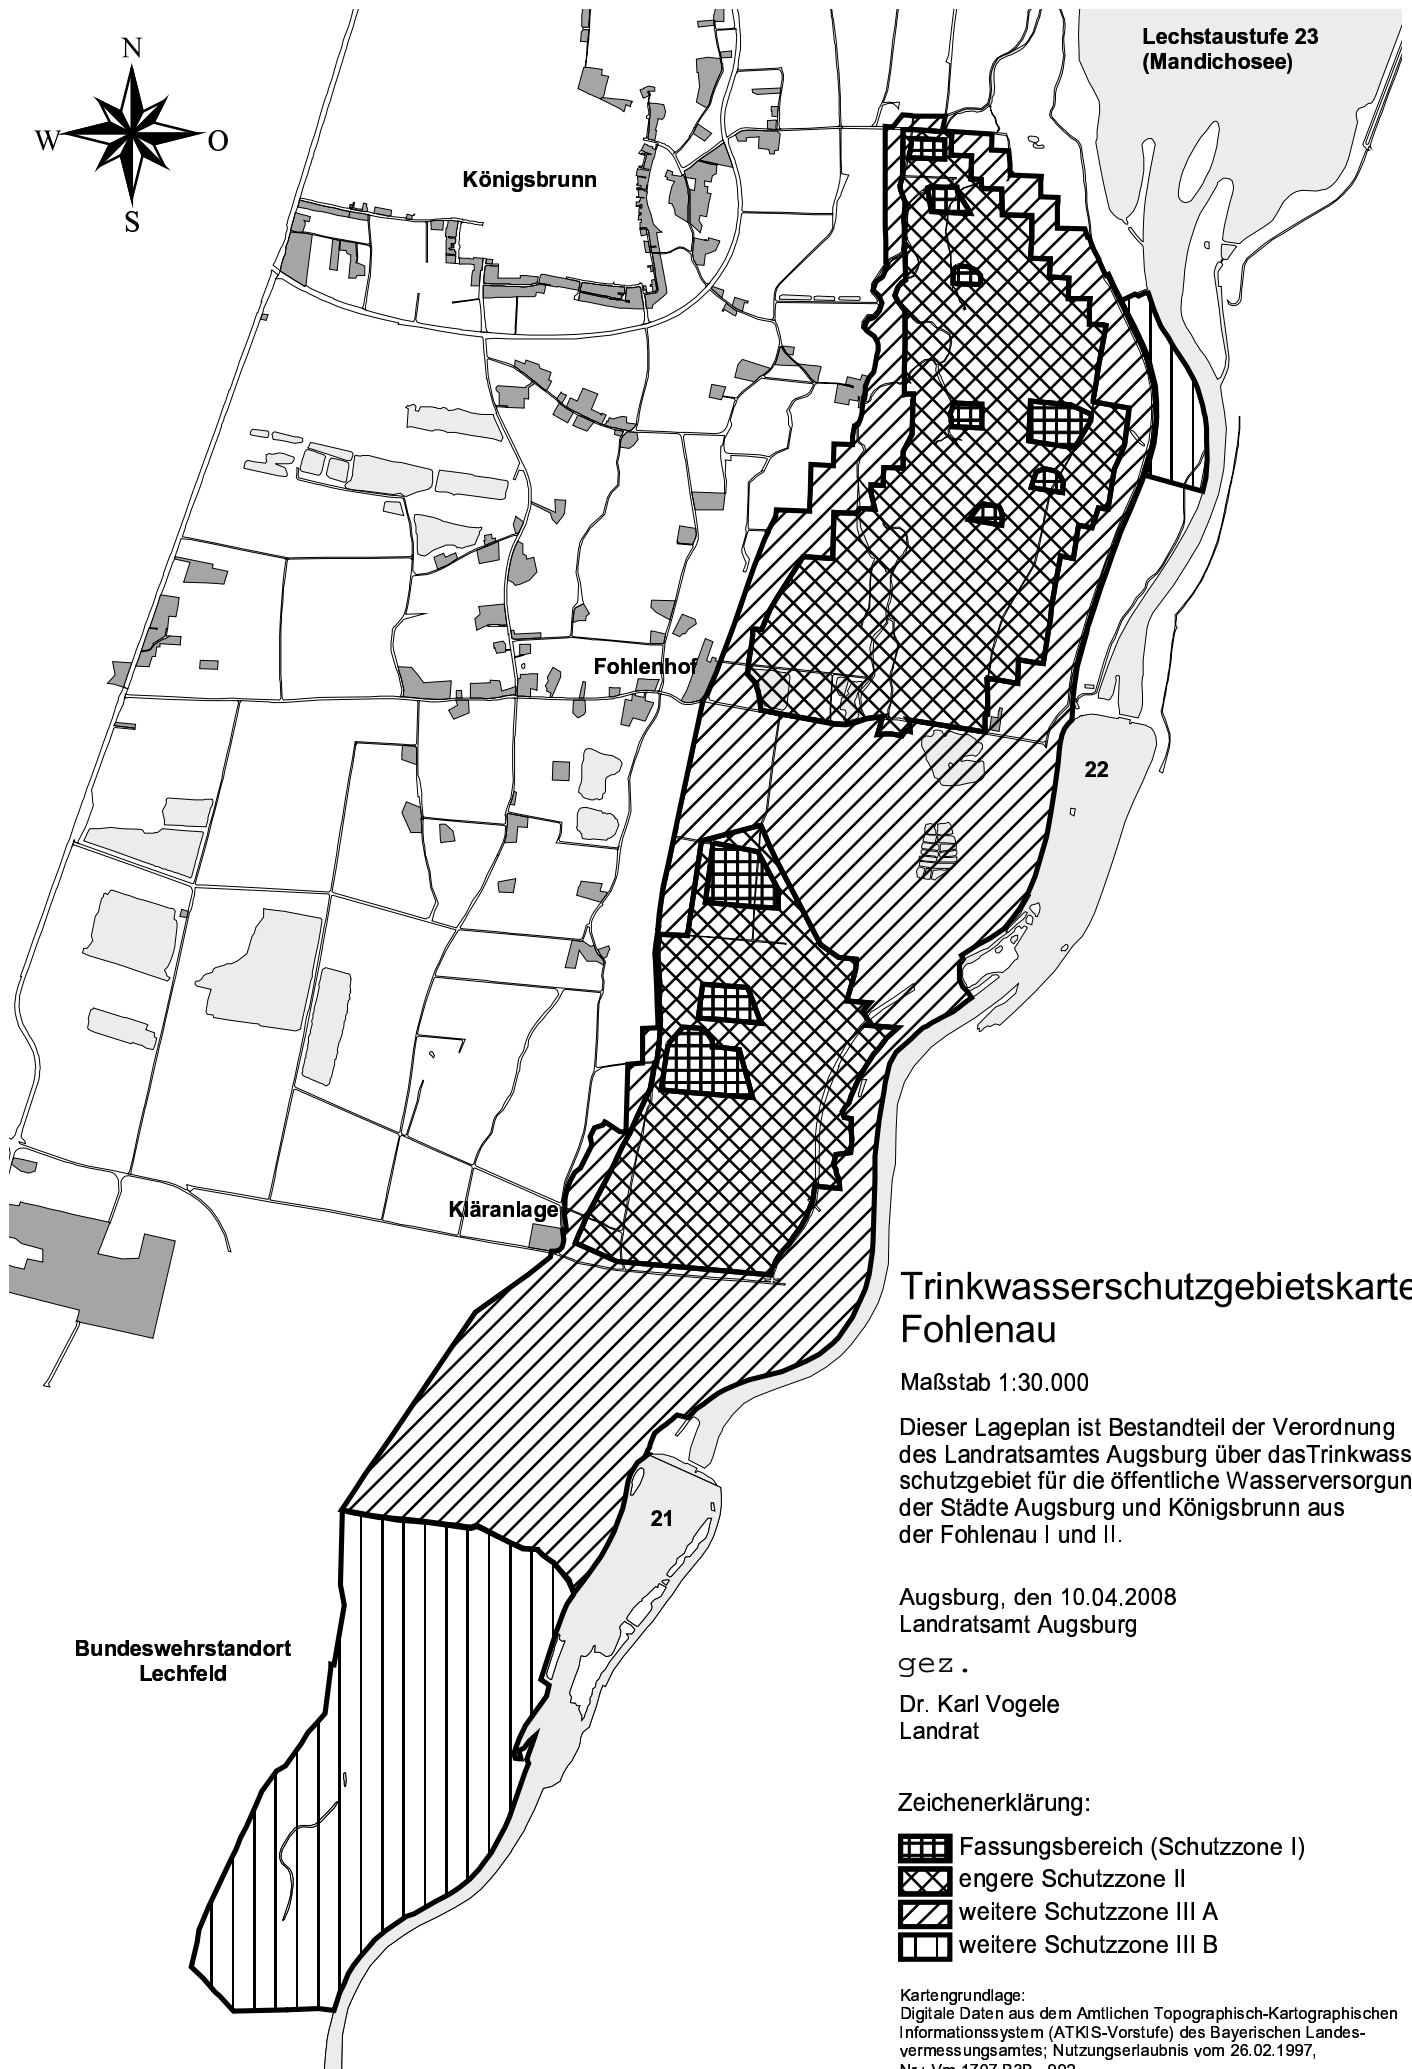 Lechstaustufe 23
(Mandichosee)
N
W
O
S
Königsbrunn
Fohlenhof
22
Kläranlage
Trinkwasserschutzgebietskarte
Fohlenau
Maßstab 1:30.000
Dieser Lageplan ist Bestandteil der Verordnung
des Landratsamtes Augsburg über dasTrinkwass
schutzgebiet für die öffentliche Wasserversorgun
der Städte Augsburg und Königsbrunn aus
der Fohlenau I und II.
21
Augsburg, den 10.04.2008
Landratsamt Augsburg
gez.
Dr. Karl Vogele
Landrat
Bundeswehrstandort
Lechfeld
Zeichenerklärung:
Fassungsbereich (Schutzzone I)
engere Schutzzone II
weitere Schutzzone III A
weitere Schutzzone III B
Kartengrundlage:
Digitale Daten aus dem Amtlichen Topographisch-Kartographischen
Informationssystem (ATKIS-Vorstufe) des Bayerischen Landes-
vermessungsamtes; Nutzungserlaubnis vom 26.02.1997,